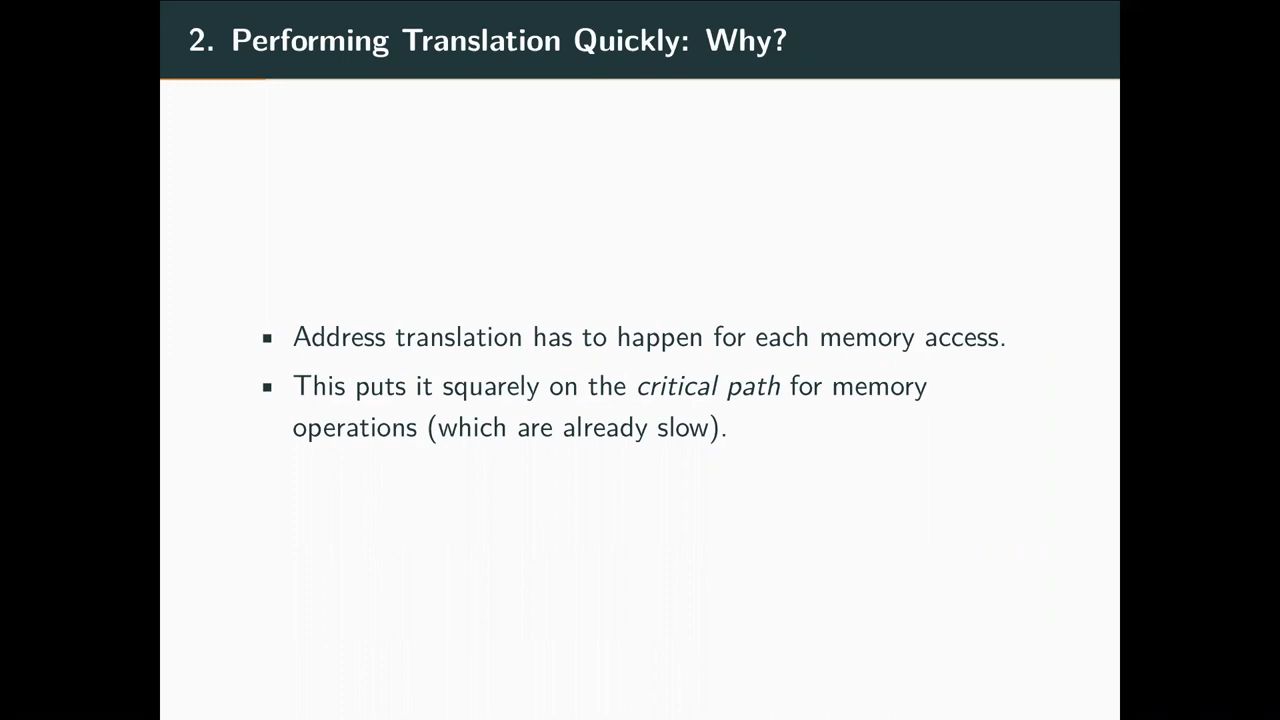 2. Performing Translation Quickly: Why?
▪ Address translation has to happen for each memory access.
▪ This puts it squarely on the critical path for memory
operations (which are already slow).